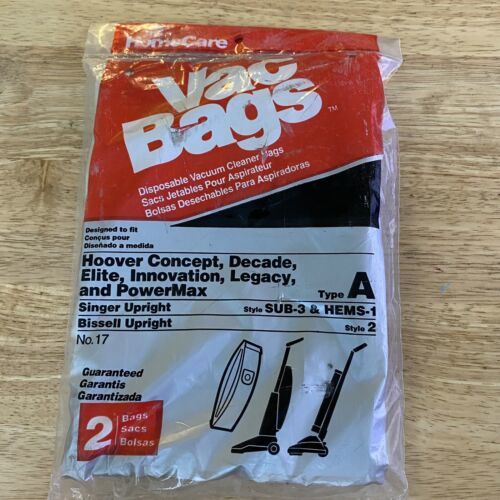 HomeCare
Vac
Bags™
Disposable Vacuum Cleaner Bags
Sacs Jetables Pour Aspirateur
Bolsas Desechables Para Aspiradoras
Designed to fit
Conçus pour
Diseñado a medida
Hoover Concept, Decade,
Elite, Innovation, Legacy,
and PowerMax Type A
Singer Upright Style SUB-3 & HEMS-1
Bissell Upright Style 2
No. 17
Guaranteed
Garantis
Garantizada
2 Bags
Sacs
Bolsas